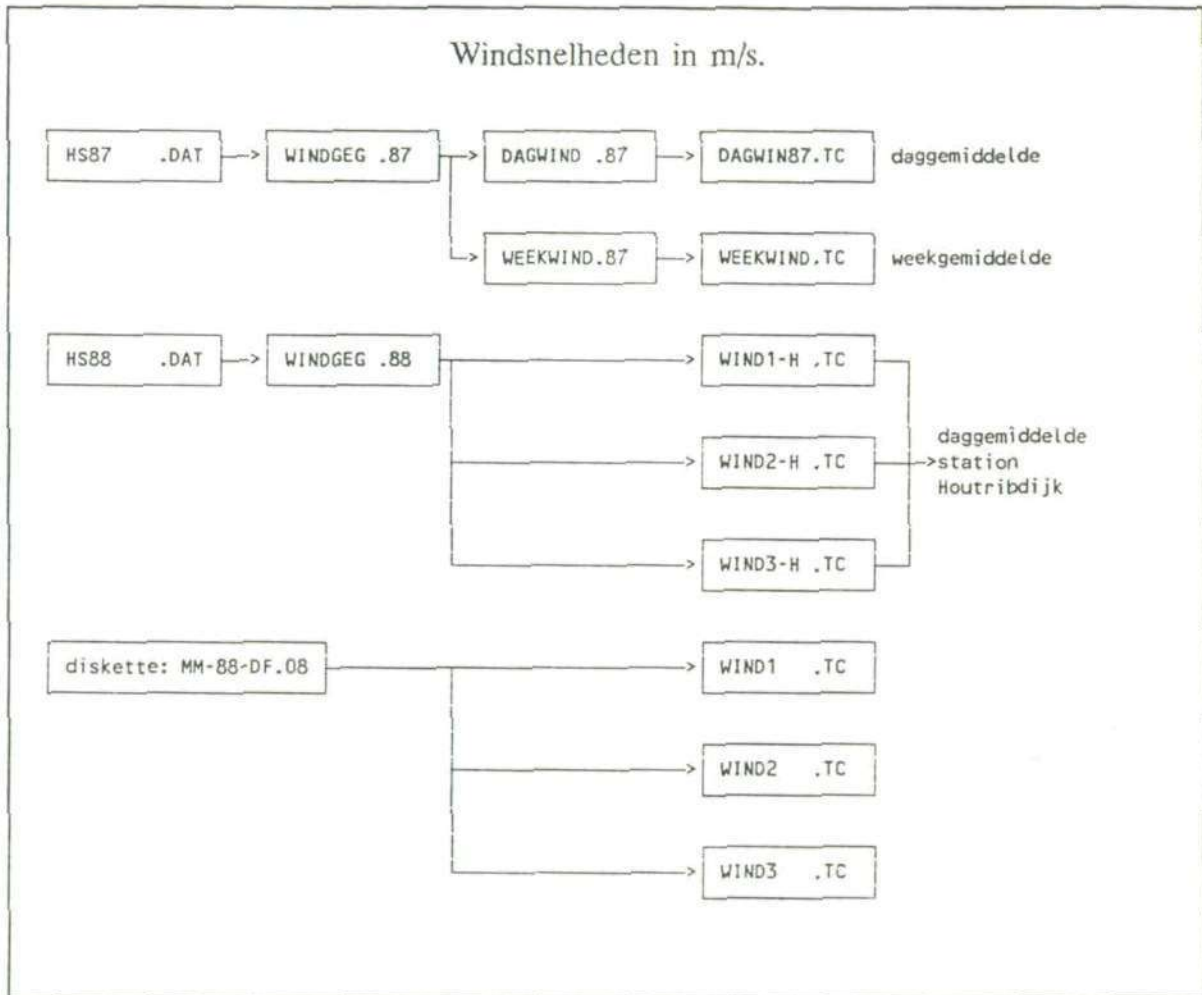 Windsnelheden in m/s.
HS87 .DAT WINDGEG .87 DAGWIND .87 DAGWIN87.TC daggemiddelde
WEEKWIND.87 WEEKWIND.TC weekgemiddelde
HS88 .DAT WINDGEG .88 WIND1-H .TC
WIND2-H .TC
daggemiddelde
station
Houtribdijk
WIND3-H .TC
diskette: MM-88-DF.08 WIND1 .TC
WIND2 .TC
WIND3 .TC